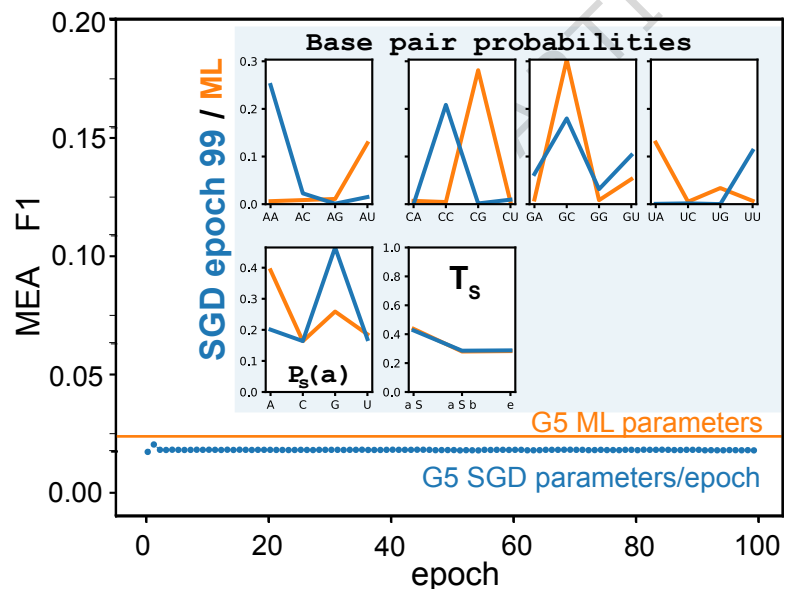 0.20
0.15
0.10
0.05
0.00
MEA F1
SGD epoch 99 / ML
Base pair probabilities
0.3
0.2
0.1
0.0
AA AC AG AU
CA CC CG CU
GA GC GG GU
UA UC UG UU
0.4
0.3
0.2
0.1
0.0
Ps(a)
A C G U
1.0
0.8
0.6
0.4
0.2
0.0
Ts
a S a S b e
G5 ML parameters
G5 SGD parameters/epoch
0 20 40 60 80 100
epoch